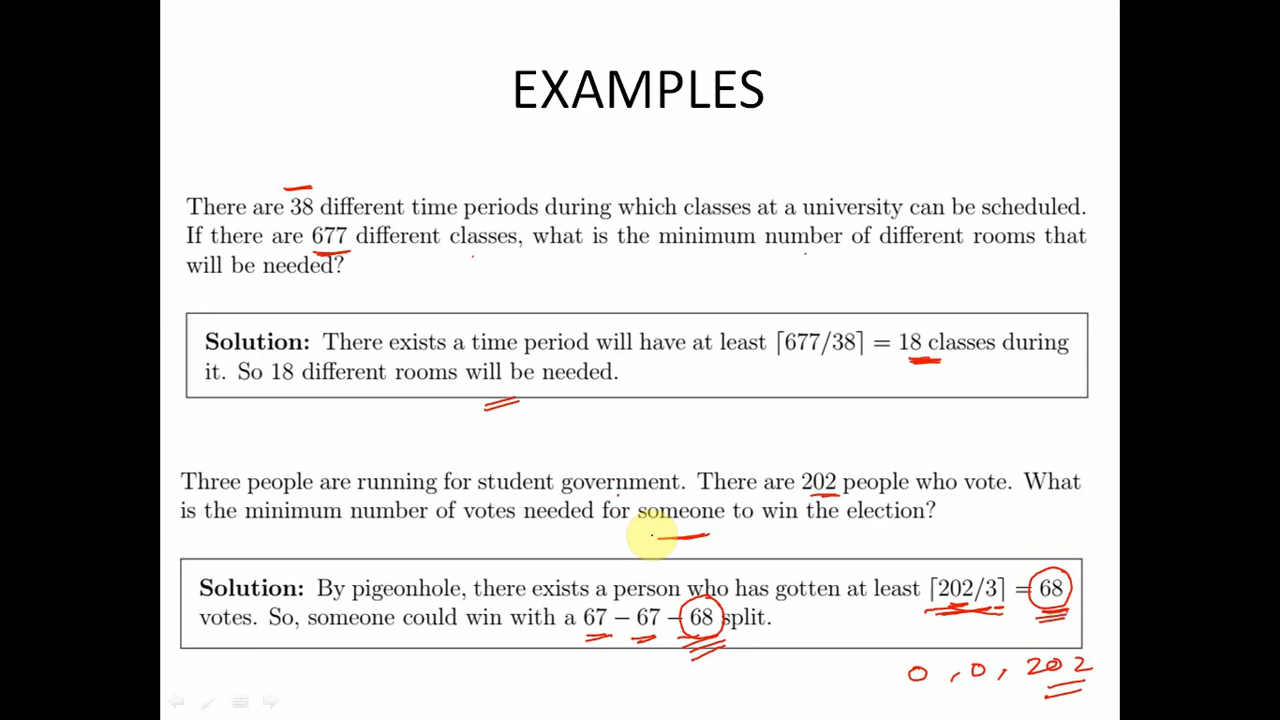 EXAMPLES
There are 38 different time periods during which classes at a university can be scheduled.
If there are 677 different classes, what is the minimum number of different rooms that
will be needed?
Solution: There exists a time period will have at least ⌈677/38⌉ = 18 classes during
it. So 18 different rooms will be needed.
Three people are running for student government. There are 202 people who vote. What
is the minimum number of votes needed for someone to win the election?
Solution: By pigeonhole, there exists a person who has gotten at least ⌈202/3⌉ = 68
votes. So, someone could win with a 67 − 67 − 68 split.
0 , 0 , 202